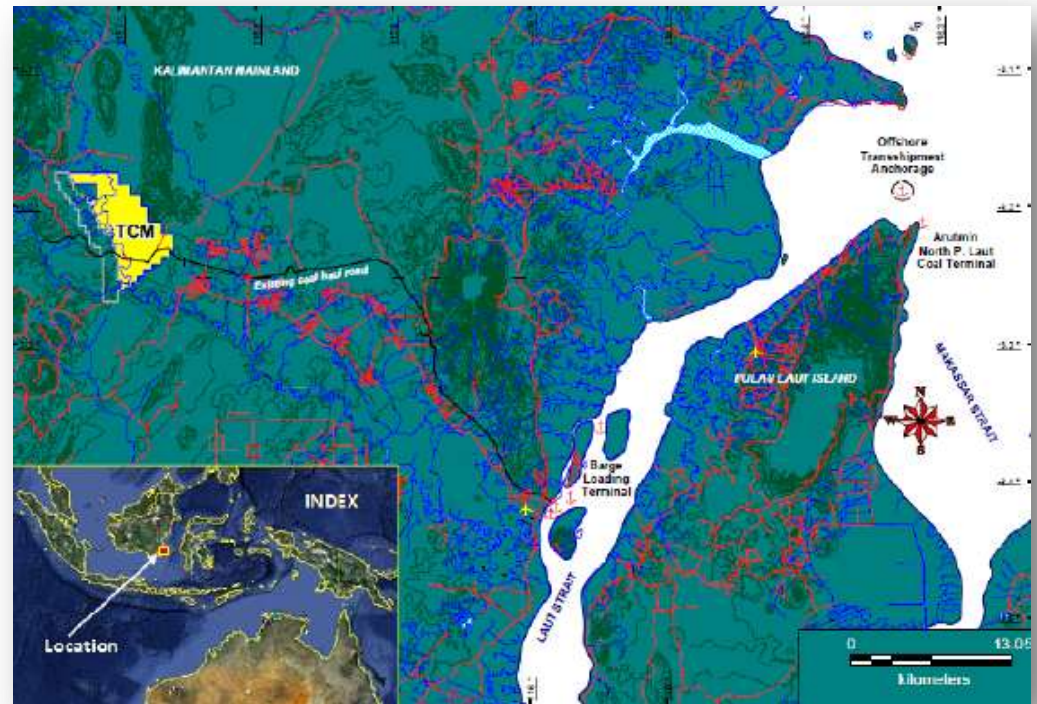 KALIMANTAN MAINLAND
Offshore
Transshipment
Anchorage
TCM
Arutmin
North P. Laut
Coal Terminal
Existing coal haul road
MAKASSAR STRAIT
PULAU LAUT ISLAND
N
W
E
S
Barge
Loading
Terminal
LAUT STRAIT
INDEX
Location
0 13.05
kilometers